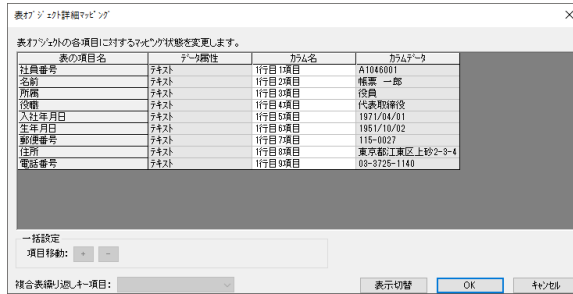 表ｵﾌﾞｼﾞｪｸﾄ詳細ﾏｯﾋﾟﾝｸﾞ
表ｵﾌﾞｼﾞｪｸﾄの各項目に対するﾏｯﾋﾟﾝｸﾞ状態を変更します。
表の項目名 ﾃﾞｰﾀ属性 ｶﾗﾑ名 ｶﾗﾑﾃﾞｰﾀ
社員番号 ﾃｷｽﾄ 1行目1項目 A1046001
名前 ﾃｷｽﾄ 1行目2項目 帳票 一郎
所属 ﾃｷｽﾄ 1行目3項目 役員
役職 ﾃｷｽﾄ 1行目4項目 代表取締役
入社年月日 ﾃｷｽﾄ 1行目5項目 1971/04/01
生年月日 ﾃｷｽﾄ 1行目6項目 1951/10/02
郵便番号 ﾃｷｽﾄ 1行目7項目 115-0027
住所 ﾃｷｽﾄ 1行目8項目 東京都江東区上砂2-3-4
電話番号 ﾃｷｽﾄ 1行目9項目 03-3725-1140
一括設定
項目移動: + -
複合表繰り返しｷｰ項目:
表示切替 OK ｷｬﾝｾﾙ